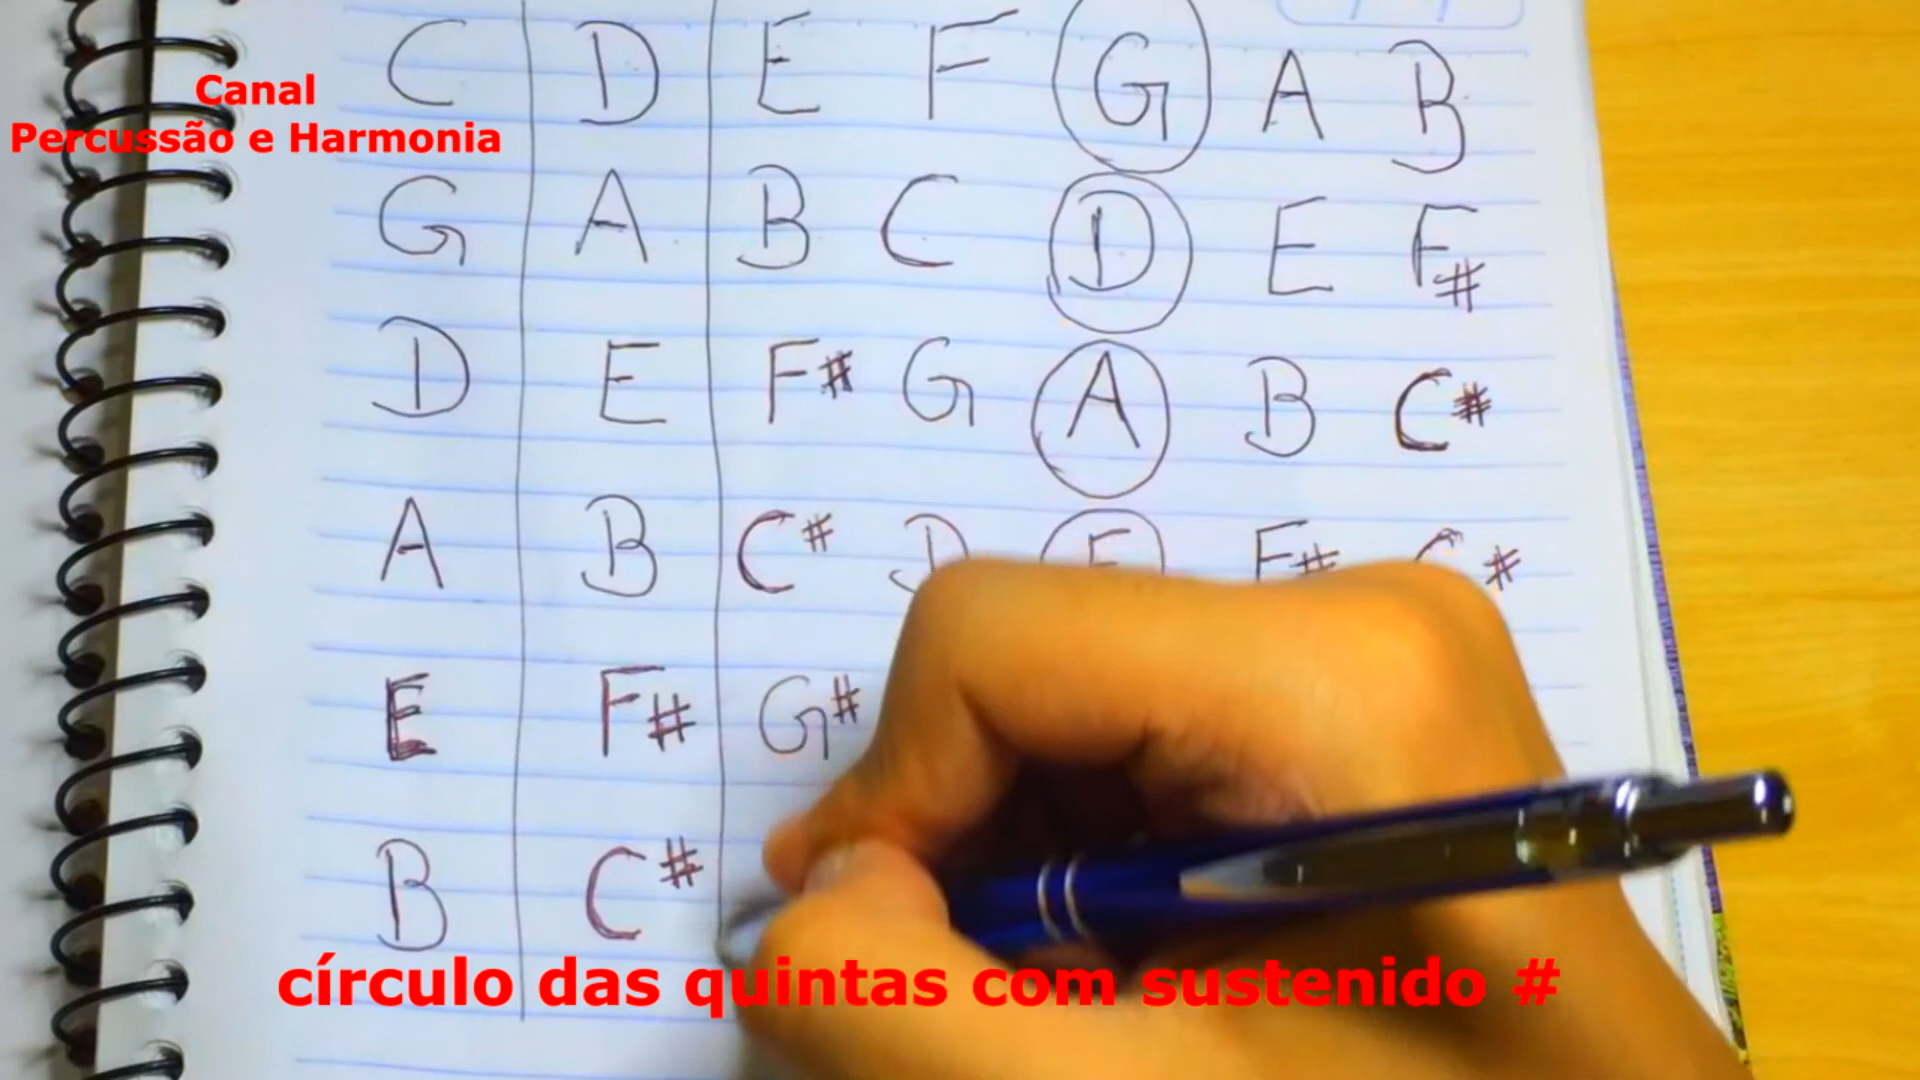 C D E F G A B
Canal
Percussão e Harmonia
G A B C D E F#
D E F# G A B C#
A B C# D E F# #
E F# G#
B C#
círculo das quintas com sustenido #